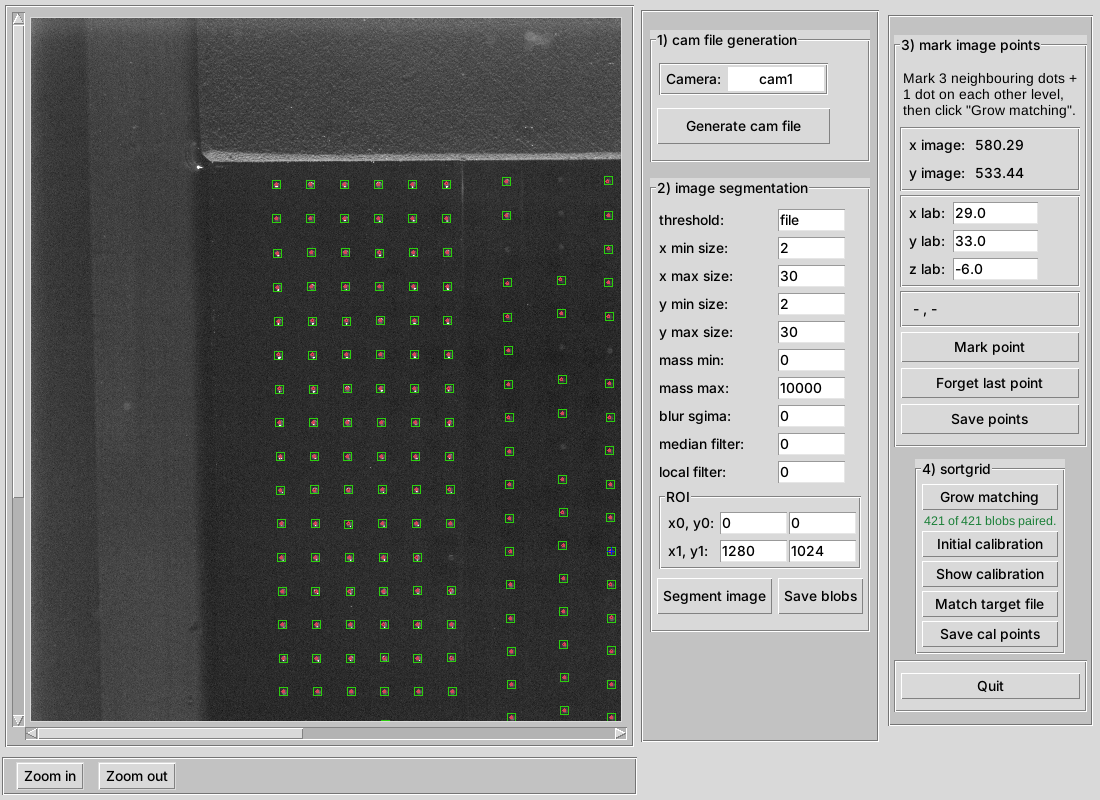 1) cam file generation
Camera: cam1
Generate cam file
2) image segmentation
threshold: file
x min size: 2
x max size: 30
y min size: 2
y max size: 30
mass min: 0
mass max: 10000
blur sgima: 0
median filter: 0
local filter: 0
ROI
x0, y0: 0 0
x1, y1: 1280 1024
Segment image Save blobs
3) mark image points
Mark 3 neighbouring dots +
1 dot on each other level,
then click "Grow matching".
x image: 580.29
y image: 533.44
x lab: 29.0
y lab: 33.0
z lab: -6.0
- , -
Mark point
Forget last point
Save points
4) sortgrid
Grow matching
421 of 421 blobs paired.
Initial calibration
Show calibration
Match target file
Save cal points
Quit
Zoom in Zoom out